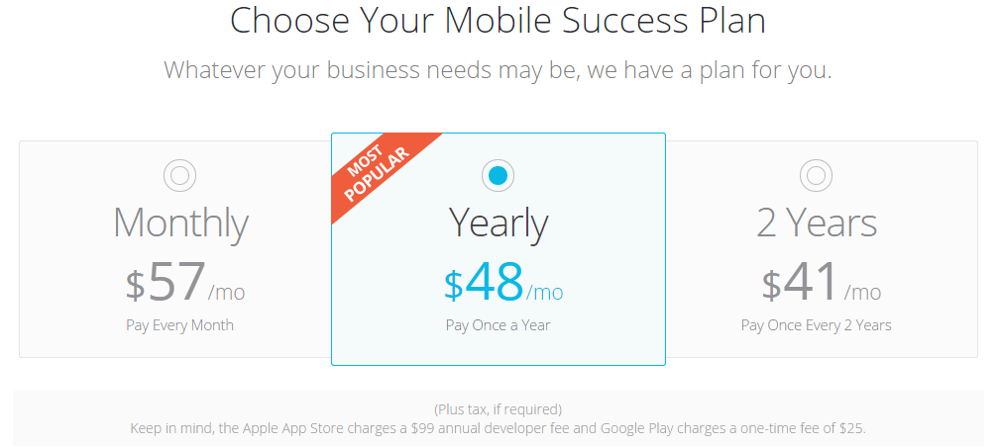 Choose Your Mobile Success Plan
Whatever your business needs may be, we have a plan for you.
MOST
POPULAR
Monthly
$57/mo
Pay Every Month
Yearly
$48/mo
Pay Once a Year
2 Years
$41/mo
Pay Once Every 2 Years
(Plus tax, if required)
Keep in mind, the Apple App Store charges a $99 annual developer fee and Google Play charges a one-time fee of $25.